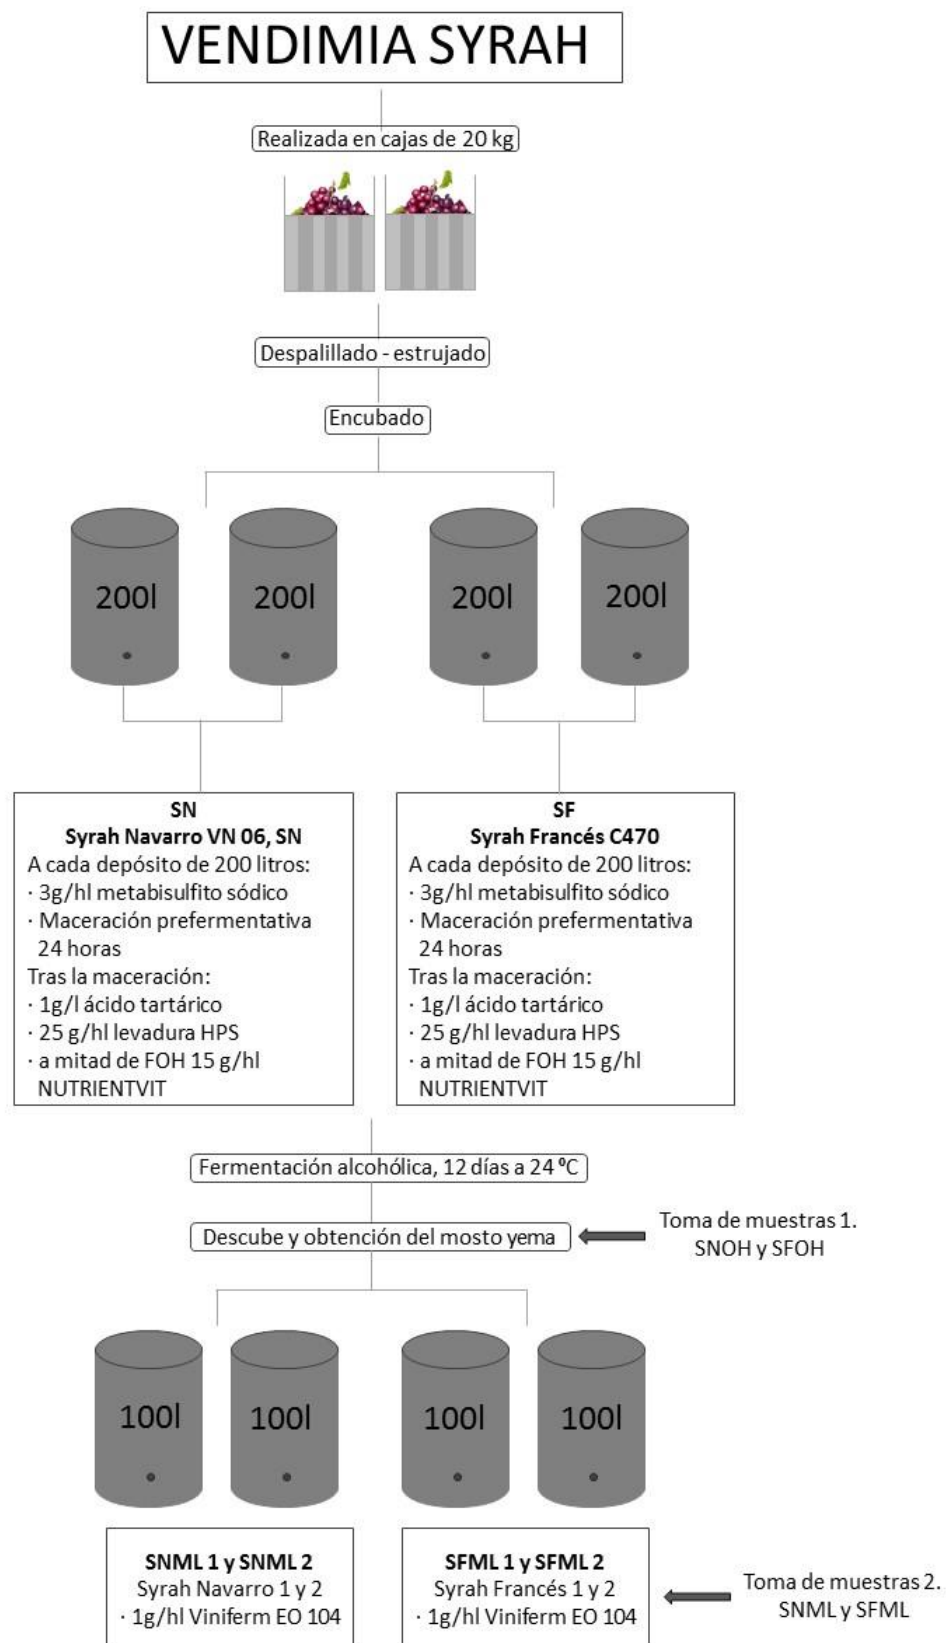 VENDIMIA SYRAH
Realizada en cajas de 20 kg
Despalillado - estrujado
Encubado
200l
200l
200l
200l
SN
Syrah Navarro VN 06, SN
A cada depósito de 200 litros:
· 3g/hl metabisulfito sódico
· Maceración prefermentativa
24 horas
Tras la maceración:
· 1g/l ácido tartárico
· 25 g/hl levadura HPS
· a mitad de FOH 15 g/hl
NUTRIENTVIT
SF
Syrah Francés C470
A cada depósito de 200 litros:
· 3g/hl metabisulfito sódico
· Maceración prefermentativa
24 horas
Tras la maceración:
· 1g/l ácido tartárico
· 25 g/hl levadura HPS
· a mitad de FOH 15 g/hl
NUTRIENTVIT
Fermentación alcohólica, 12 días a 24 ºC
Descube y obtención del mosto yema
Toma de muestras 1.
SNOH y SFOH
100l
100l
100l
100l
SNML 1 y SNML 2
Syrah Navarro 1 y 2
· 1g/hl Viniferm EO 104
SFML 1 y SFML 2
Syrah Francés 1 y 2
· 1g/hl Viniferm EO 104
Toma de muestras 2.
SNML y SFML